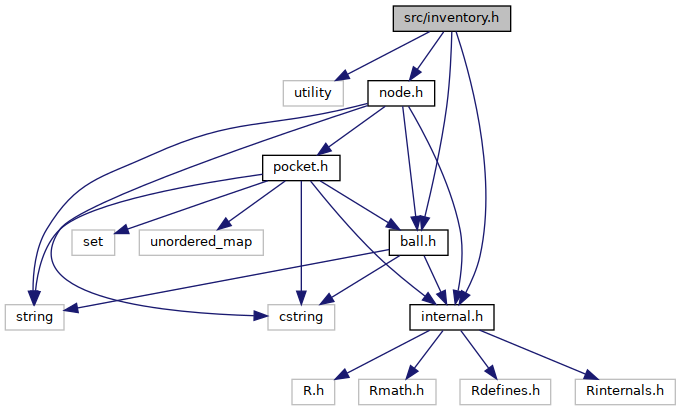 src/inventory.h
utility
node.h
pocket.h
set
unordered_map
ball.h
string
cstring
internal.h
R.h
Rmath.h
Rdefines.h
Rinternals.h